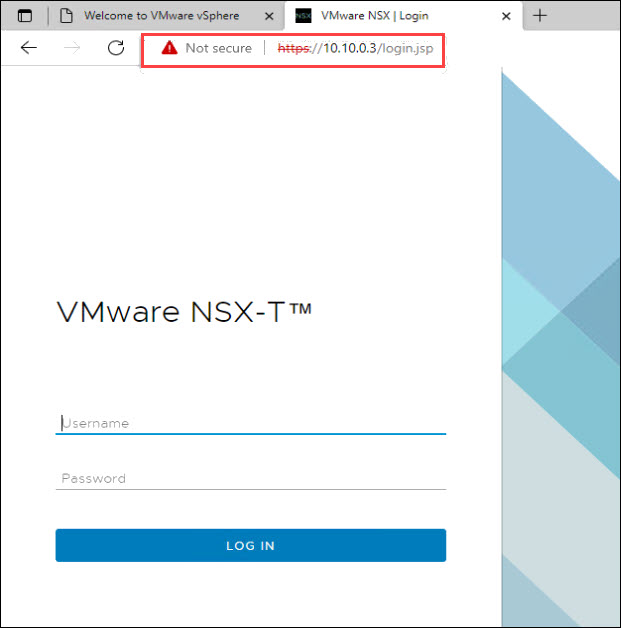 Welcome to VMware vSphere
NSX
VMware NSX | Login
Not secure
https://10.10.0.3/login.jsp
VMware NSX-T™
Username
Password
LOG IN